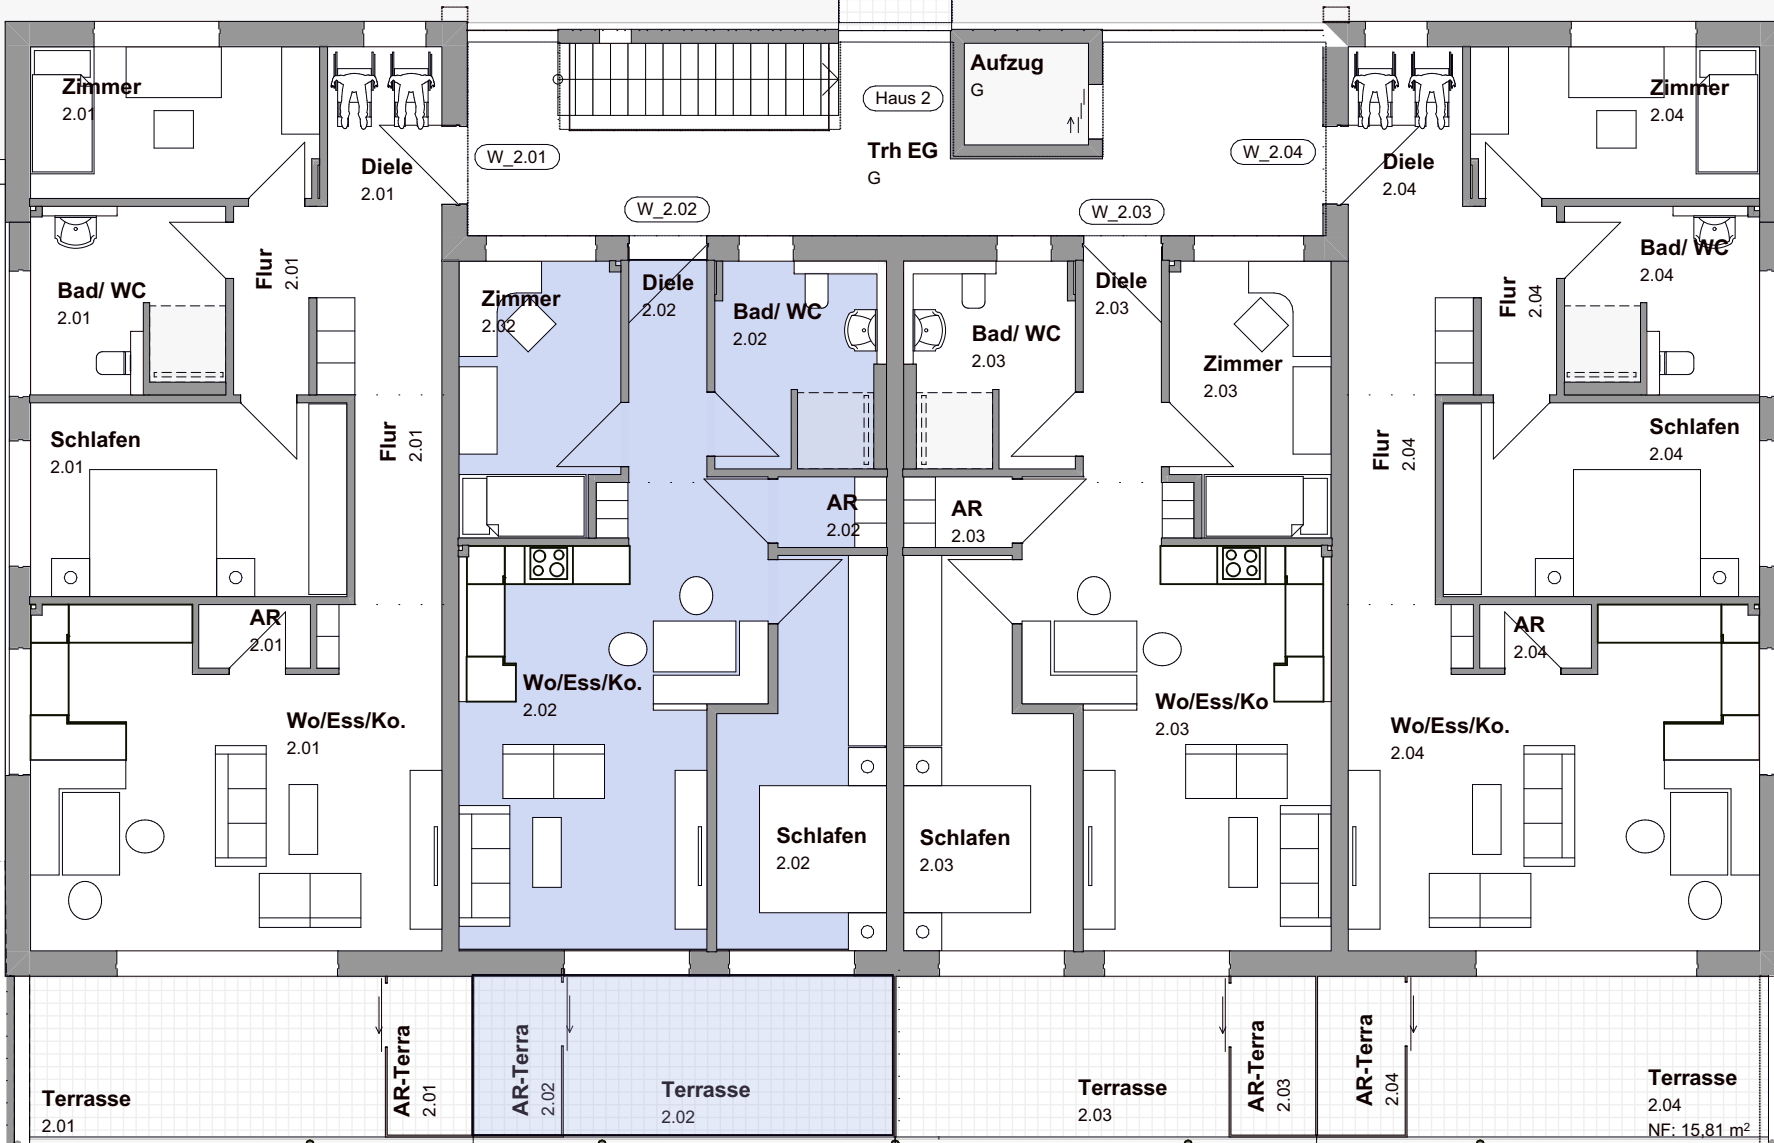 Zimmer
2.01
Diele
2.01
W_2.01
Haus 2
Aufzug
G
Trh EG
G
W_2.04
Diele
2.04
Zimmer
2.04
W_2.02
W_2.03
Flur
2.01
Bad/ WC
2.01
Zimmer
2.02
Diele
2.02
Bad/ WC
2.02
Bad/ WC
2.03
Diele
2.03
Zimmer
2.03
Flur
2.04
Bad/ WC
2.04
Schlafen
2.01
Flur
2.01
AR
2.02
AR
2.03
Flur
2.04
Schlafen
2.04
AR
2.01
AR
2.04
Wo/Ess/Ko.
2.01
Wo/Ess/Ko.
2.02
Wo/Ess/Ko
2.03
Wo/Ess/Ko.
2.04
Schlafen
2.02
Schlafen
2.03
Terrasse
2.01
AR-Terra
2.01
AR-Terra
2.02
Terrasse
2.02
Terrasse
2.03
AR-Terra
2.03
AR-Terra
2.04
Terrasse
2.04
NF: 15,81 m²